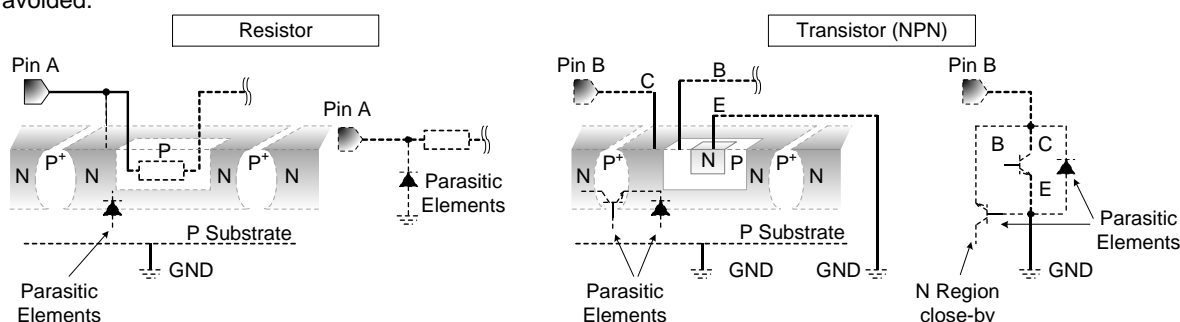 avoided.
Resistor
Transistor (NPN)
Pin A
Pin A
N P+ N P N P+ N
Parasitic
Elements
P Substrate
GND
Parasitic
Elements
Pin B
C
B
E
N P+ N P N P+ N
P Substrate
GND
GND
Parasitic
Elements
Pin B
B
C
E
Parasitic
Elements
GND
N Region
close-by